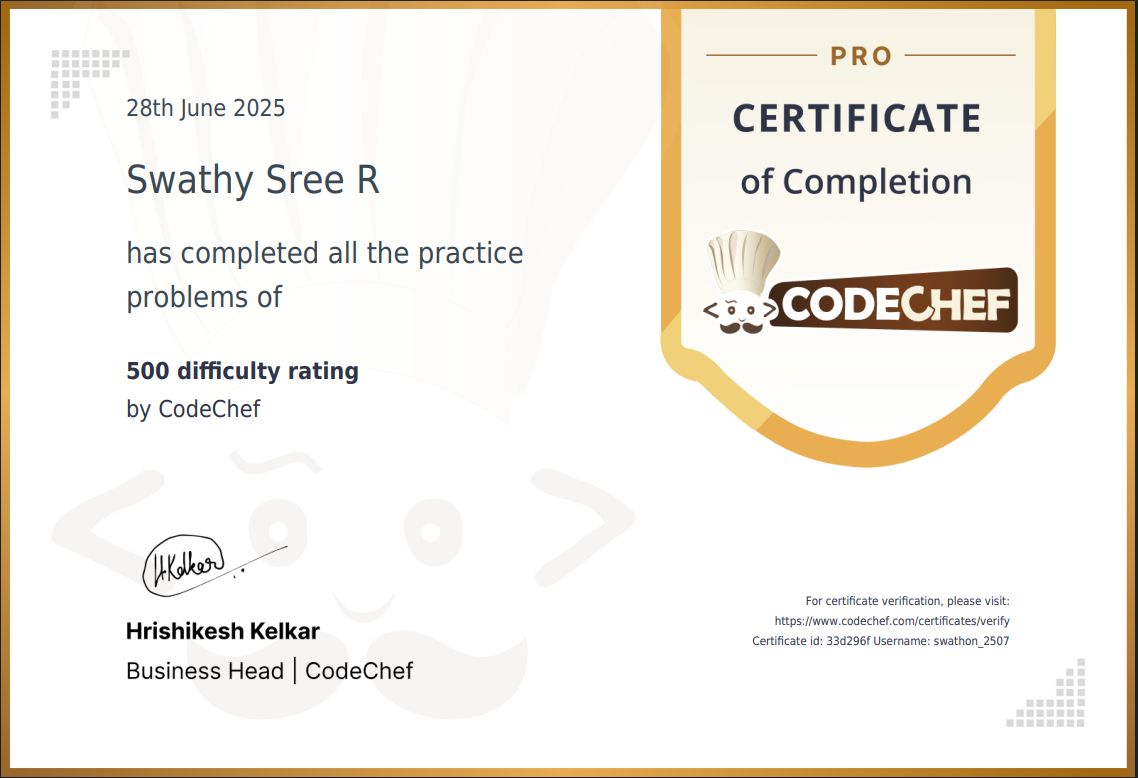 28th June 2025
Swathy Sree R
has completed all the practice
problems of
500 difficulty rating
by CodeChef
H.Kelkar
Hrishikesh Kelkar
Business Head | CodeChef
PRO
CERTIFICATE
of Completion
CODECHEF
For certificate verification, please visit:
https://www.codechef.com/certificates/verify
Certificate id: 33d296f Username: swathon_2507